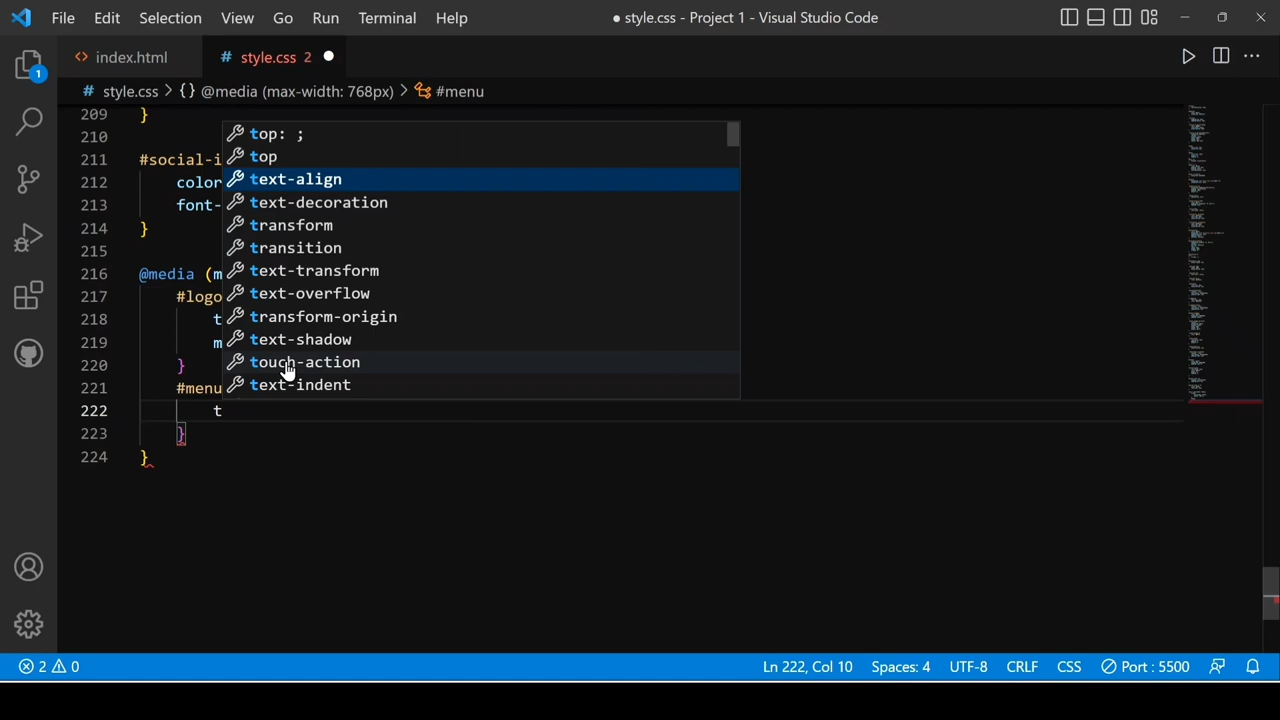 File Edit Selection View Go Run Terminal Help ● style.css - Project 1 - Visual Studio Code
<> index.html # style.css 2 ●
1
# style.css > {} @media (max-width: 768px) > #menu
209 }
210
top: ;
top
211 #social-i
text-align
212 color
text-decoration
213 font-
transform
214 }
transition
215
text-transform
216 @media (m
text-overflow
217 #logo
transform-origin
218 t
text-shadow
219 m
touch-action
220 }
text-indent
221 #menu
222 t
223 }
224 }
2 0 Ln 222, Col 10 Spaces: 4 UTF-8 CRLF CSS Port : 5500